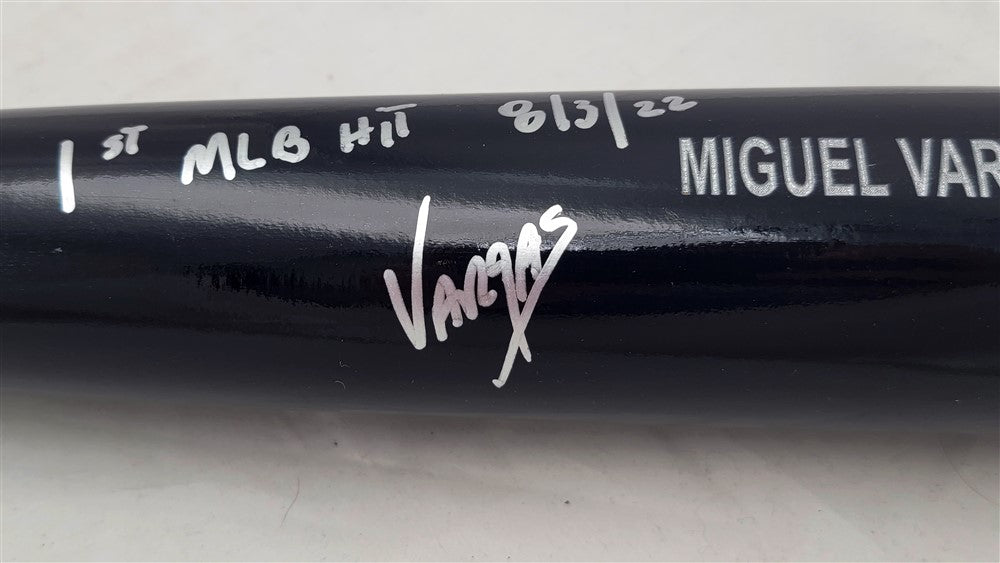 1ST MLB HIT 8/3/22
MIGUEL VAR
VARgAS